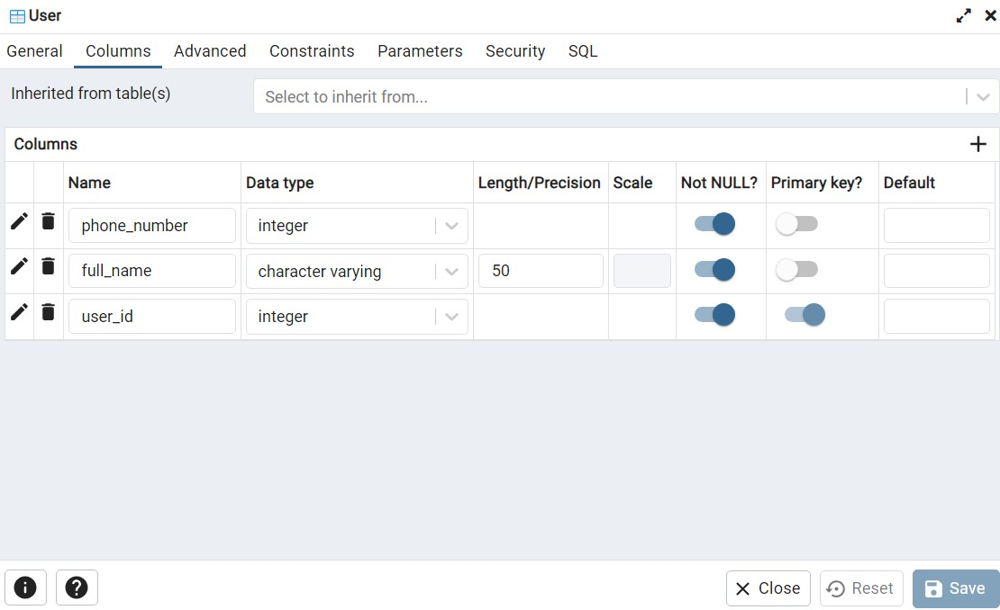 User
General Columns Advanced Constraints Parameters Security SQL
Inherited from table(s) Select to inherit from...
Columns
Name Data type Length/Precision Scale Not NULL? Primary key? Default
phone_number integer
full_name character varying 50
user_id integer
Close Reset Save